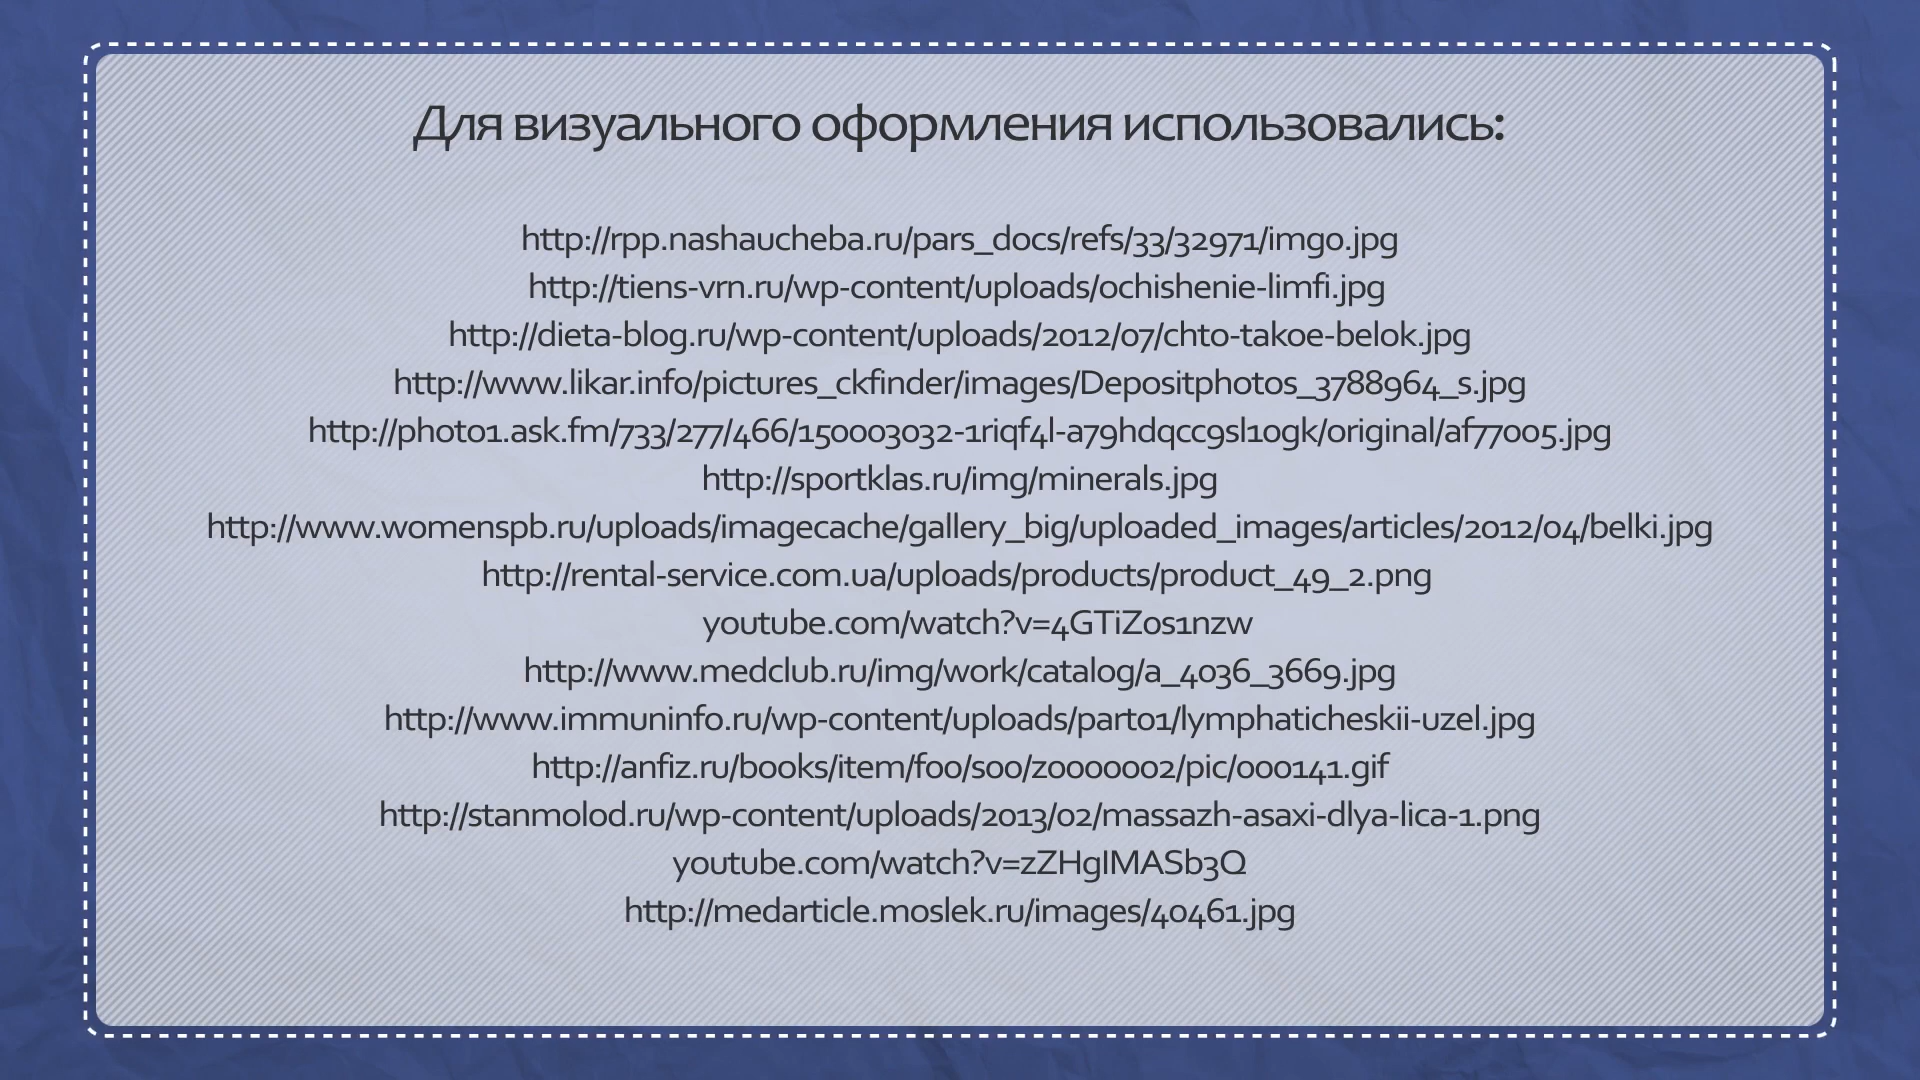 Для визуального оформления использовались:
http://rpp.nashaucheba.ru/pars_docs/refs/33/32971/img0.jpg
http://tiens-vrn.ru/wp-content/uploads/ochishenie-limfi.jpg
http://dieta-blog.ru/wp-content/uploads/2012/07/chto-takoe-belok.jpg
http://www.likar.info/pictures_ckfinder/images/Depositphotos_3788964_s.jpg
http://photo1.ask.fm/733/277/466/150003032-1riqf4l-a79hdqcc9sl10gk/original/af77005.jpg
http://sportklas.ru/img/minerals.jpg
http://www.womenspb.ru/uploads/imagecache/gallery_big/uploaded_images/articles/2012/04/belki.jpg
http://rental-service.com.ua/uploads/products/product_49_2.png
youtube.com/watch?v=4GTiZ0s1nzw
http://www.medclub.ru/img/work/catalog/a_4036_3669.jpg
http://www.immuninfo.ru/wp-content/uploads/part01/lymphaticheskii-uzel.jpg
http://anfiz.ru/books/item/f00/s00/z0000002/pic/000141.gif
http://stanmolod.ru/wp-content/uploads/2013/02/massazh-asaxi-dlya-lica-1.png
youtube.com/watch?v=zZHgIMASb3Q
http://medarticle.moslek.ru/images/40461.jpg